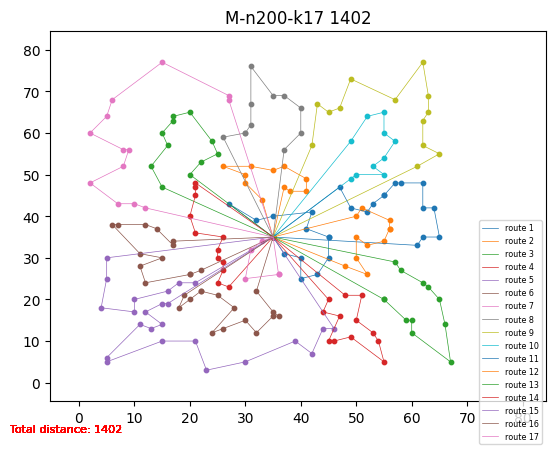 M-n200-k17 1402
80
70
60
50
40
30
20
10
0
0
10
20
30
40
50
60
70
80
route 1
route 2
route 3
route 4
route 5
route 6
route 7
route 8
route 9
route 10
route 11
route 12
route 13
route 14
route 15
route 16
route 17
Total distance: 1402